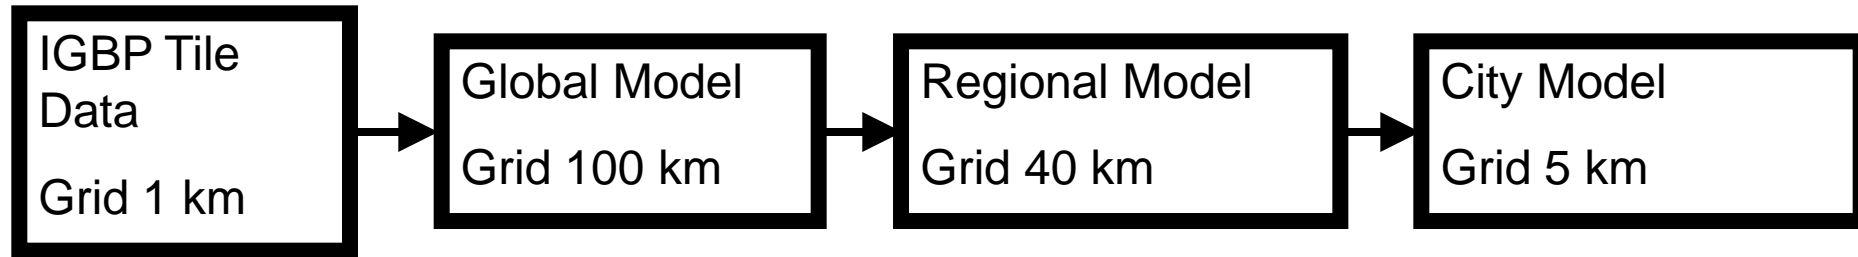 IGBP Tile
Data
Grid 1 km
Global Model
Grid 100 km
Regional Model
Grid 40 km
City Model
Grid 5 km